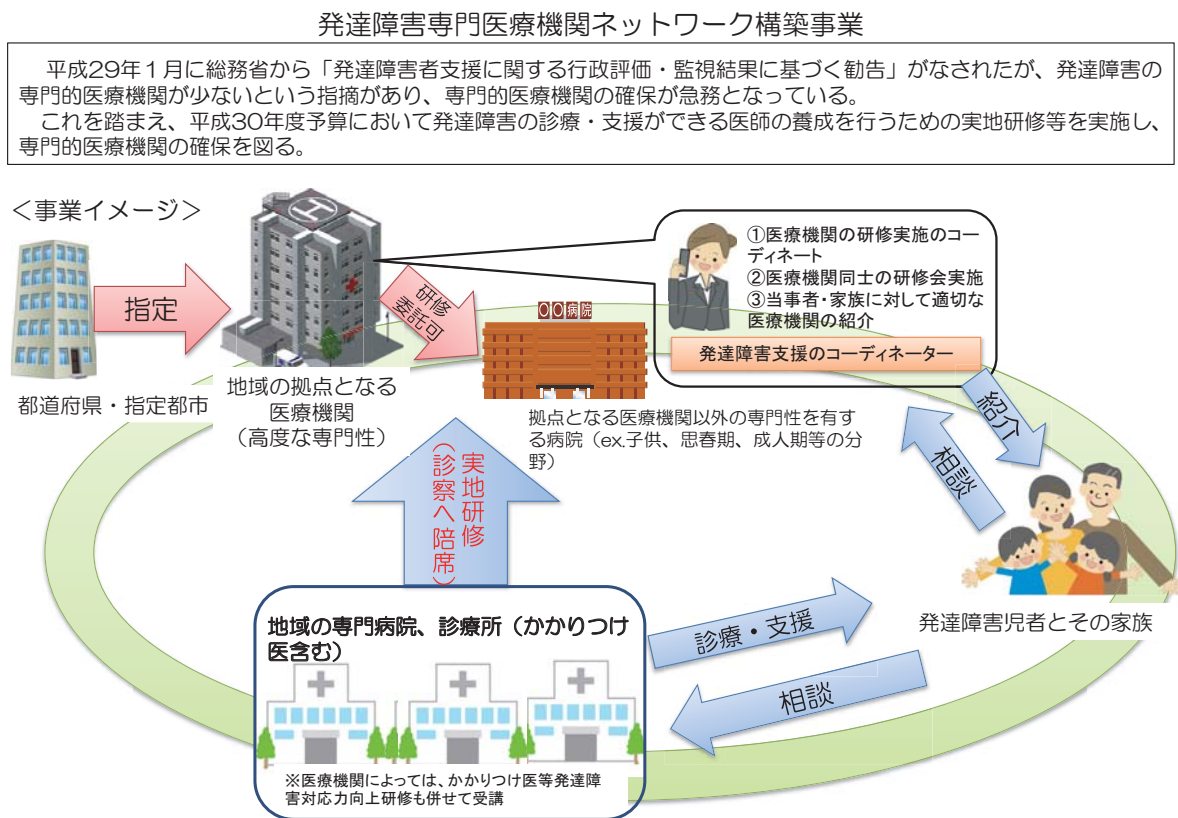 発達障害専門医療機関ネットワーク構築事業
平成29年1月に総務省から「発達障害者支援に関する行政評価・監視結果に基づく勧告」がなされたが、発達障害の
専門的医療機関が少ないという指摘があり、専門的医療機関の確保が急務となっている。
これを踏まえ、平成30年度予算において発達障害の診療・支援ができる医師の養成を行うための実地研修等を実施し、
専門的医療機関の確保を図る。
＜事業イメージ＞
指定
都道府県・指定都市
H
地域の拠点となる
医療機関
（高度な専門性）
研修
委託可
〇〇病院
拠点となる医療機関以外の専門性を有す
る病院（ex.子供、思春期、成人期等の分
野）
①医療機関の研修実施のコー
ディネート
②医療機関同士の研修会実施
③当事者・家族に対して適切な
医療機関の紹介
発達障害支援のコーディネーター
紹介
相談
実地研修
（診察へ陪席）
発達障害児者とその家族
地域の専門病院、診療所（かかりつけ
医含む）
診療・支援
相談
※医療機関によっては、かかりつけ医等発達障
害対応力向上研修も併せて受講